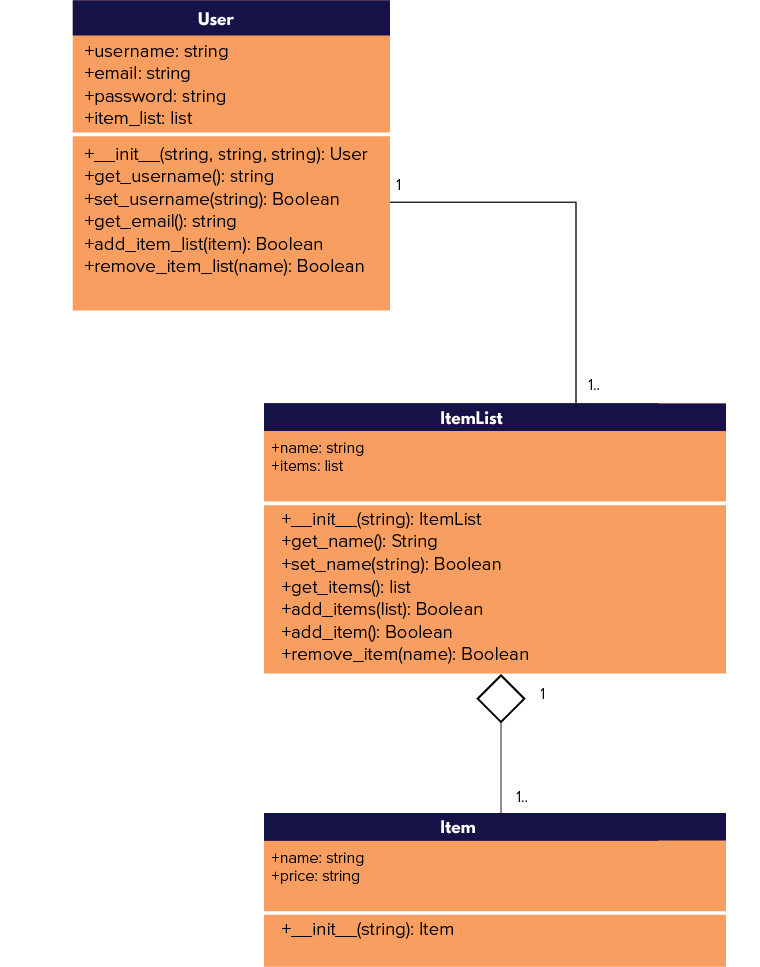 User
+username: string
+email: string
+password: string
+item_list: list
+__init__(string, string, string): User
+get_username(): string
+set_username(string): Boolean
+get_email(): string
+add_item_list(item): Boolean
+remove_item_list(name): Boolean
1
1..
ItemList
+name: string
+items: list
+__init__(string): ItemList
+get_name(): String
+set_name(string): Boolean
+get_items(): list
+add_items(list): Boolean
+add_item(): Boolean
+remove_item(name): Boolean
1
1..
Item
+name: string
+price: string
+__init__(string): Item